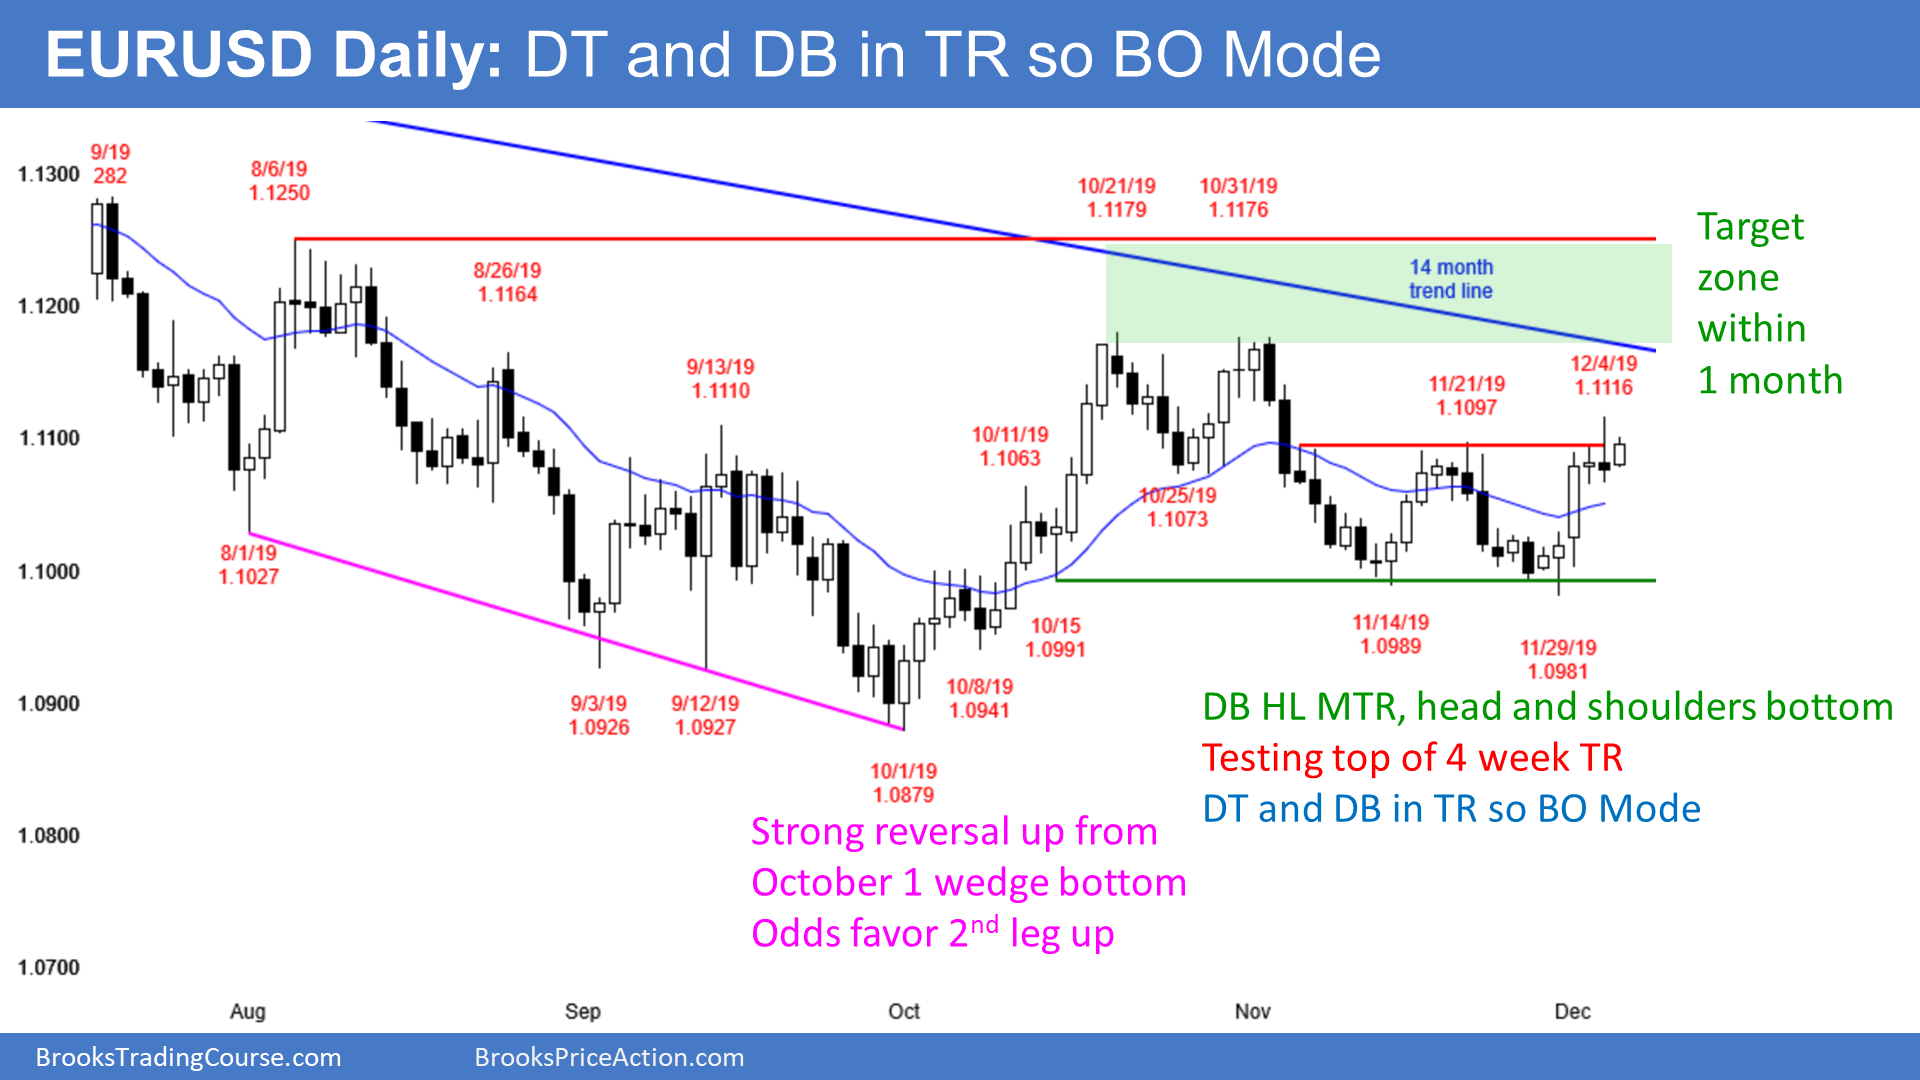 EURUSD Daily: DT and DB in TR so BO Mode
9/19
282
8/6/19
1.1250
10/21/19
1.1179
10/31/19
1.1176
1.1300
1.1200
1.1100
1.1000
1.0900
1.0800
1.0700
8/26/19
1.1164
14 month
trend line
Target
zone
within
1 month
9/13/19
1.1110
12/4/19
1.1116
11/21/19
1.1097
10/11/19
1.1063
10/25/19
1.1073
8/1/19
1.1027
10/15
1.0991
11/14/19
1.0989
11/29/19
1.0981
9/3/19
1.0926
9/12/19
1.0927
10/8/19
1.0941
10/1/19
1.0879
DB HL MTR, head and shoulders bottom
Testing top of 4 week TR
DT and DB in TR so BO Mode
Strong reversal up from
October 1 wedge bottom
Odds favor 2nd leg up
Aug
Sep
Oct
Nov
Dec
BrooksTradingCourse.com
BrooksPriceAction.com